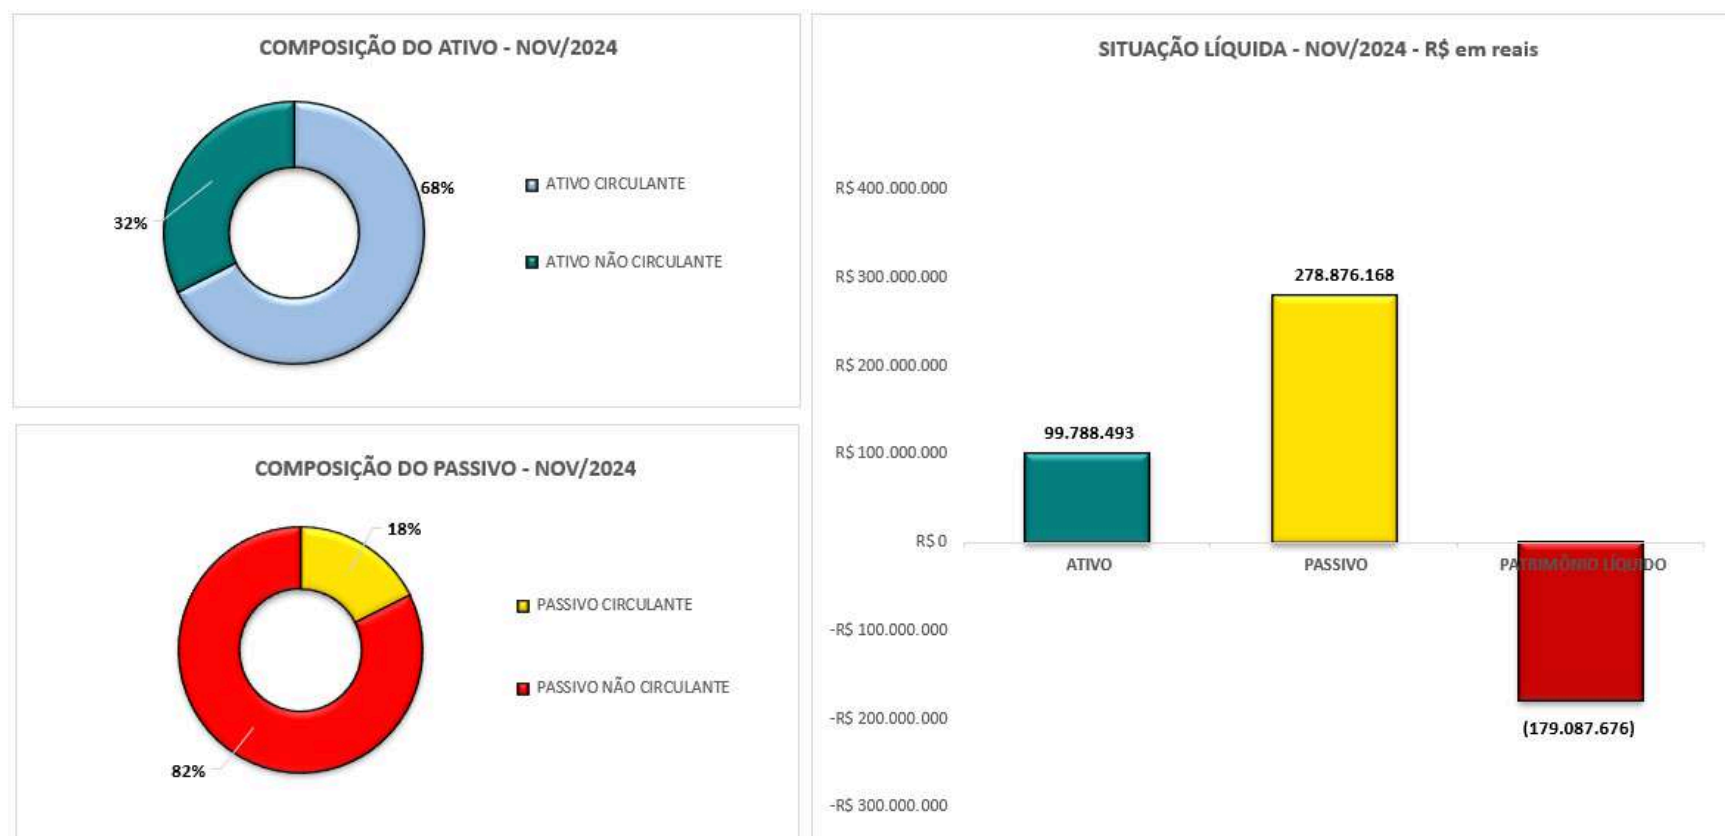 COMPOSIÇÃO DO ATIVO - NOV/2024
68%
32%
ATIVO CIRCULANTE
ATIVO NÃO CIRCULANTE
COMPOSIÇÃO DO PASSIVO - NOV/2024
18%
82%
PASSIVO CIRCULANTE
PASSIVO NÃO CIRCULANTE
SITUAÇÃO LÍQUIDA - NOV/2024 - R$ em reais
R$ 400.000.000
R$ 300.000.000
R$ 200.000.000
R$ 100.000.000
R$ 0
-R$ 100.000.000
-R$ 200.000.000
-R$ 300.000.000
99.788.493
278.876.168
(179.087.676)
ATIVO
PASSIVO
PATRIMÔNIO LÍQUIDO